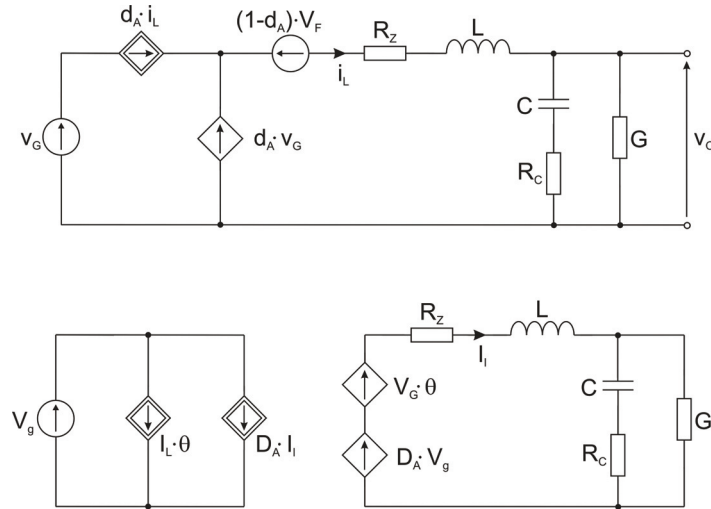 d_A·i_L
(1-d_A)·V_F
R_Z
L
i_L
C
v_G
d_A·v_G
R_C
G
v_O
R_Z
L
I_l
V_G·θ
C
V_g
I_L·θ
D_A·I_l
D_A·V_g
R_C
G